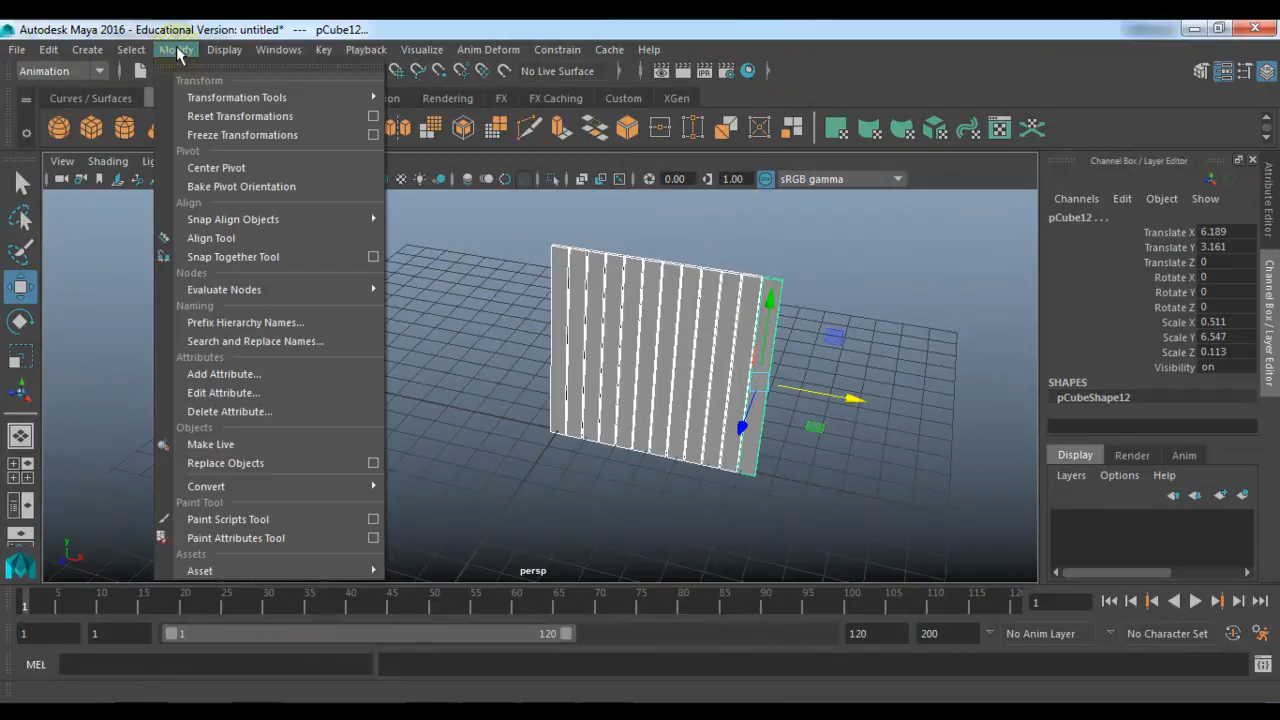 Autodesk Maya 2016 - Educational Version: untitled* --- pCube12...
File Edit Create Select Modify Display Windows Key Playback Visualize Anim Deform Constrain Cache Help
Animation No Live Surface
Curves / Surfaces Rendering FX FX Caching Custom XGen
View Shading
0.00 1.00 sRGB gamma
Transform
Transformation Tools
Reset Transformations
Freeze Transformations
Pivot
Center Pivot
Bake Pivot Orientation
Align
Snap Align Objects
Align Tool
Snap Together Tool
Nodes
Evaluate Nodes
Naming
Prefix Hierarchy Names...
Search and Replace Names...
Attributes
Add Attribute...
Edit Attribute...
Delete Attribute...
Objects
Make Live
Replace Objects
Convert
Paint Tool
Paint Scripts Tool
Paint Attributes Tool
Assets
Asset
y
persp
Channel Box / Layer Editor
Channels Edit Object Show
pCube12 . . .
Translate X 6.189
Translate Y 3.161
Translate Z 0
Rotate X 0
Rotate Y 0
Rotate Z 0
Scale X 0.511
Scale Y 6.547
Scale Z 0.113
Visibility on
SHAPES
pCubeShape12
Display Render Anim
Layers Options Help
Attribute Editor
Channel Box / Layer Editor
1 5 10 15 20 25 30 35 40 45 50 55 60 65 70 75 80 85 90 95 100 105 110 115 1
1
1 1 1 120 120 200 No Anim Layer No Character Set
MEL